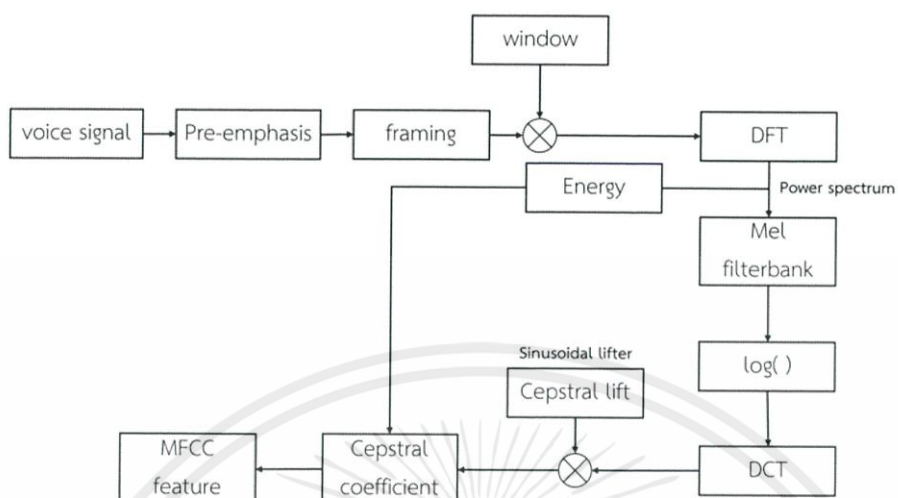 window
voice signal
Pre-emphasis
framing
DFT
Energy
Power spectrum
Mel
filterbank
log( )
Sinusoidal lifter
Cepstral lift
DCT
Cepstral
coefficient
MFCC
feature